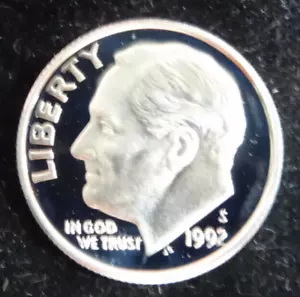 LIBERTY
IN GOD
WE TRUST
S
1992